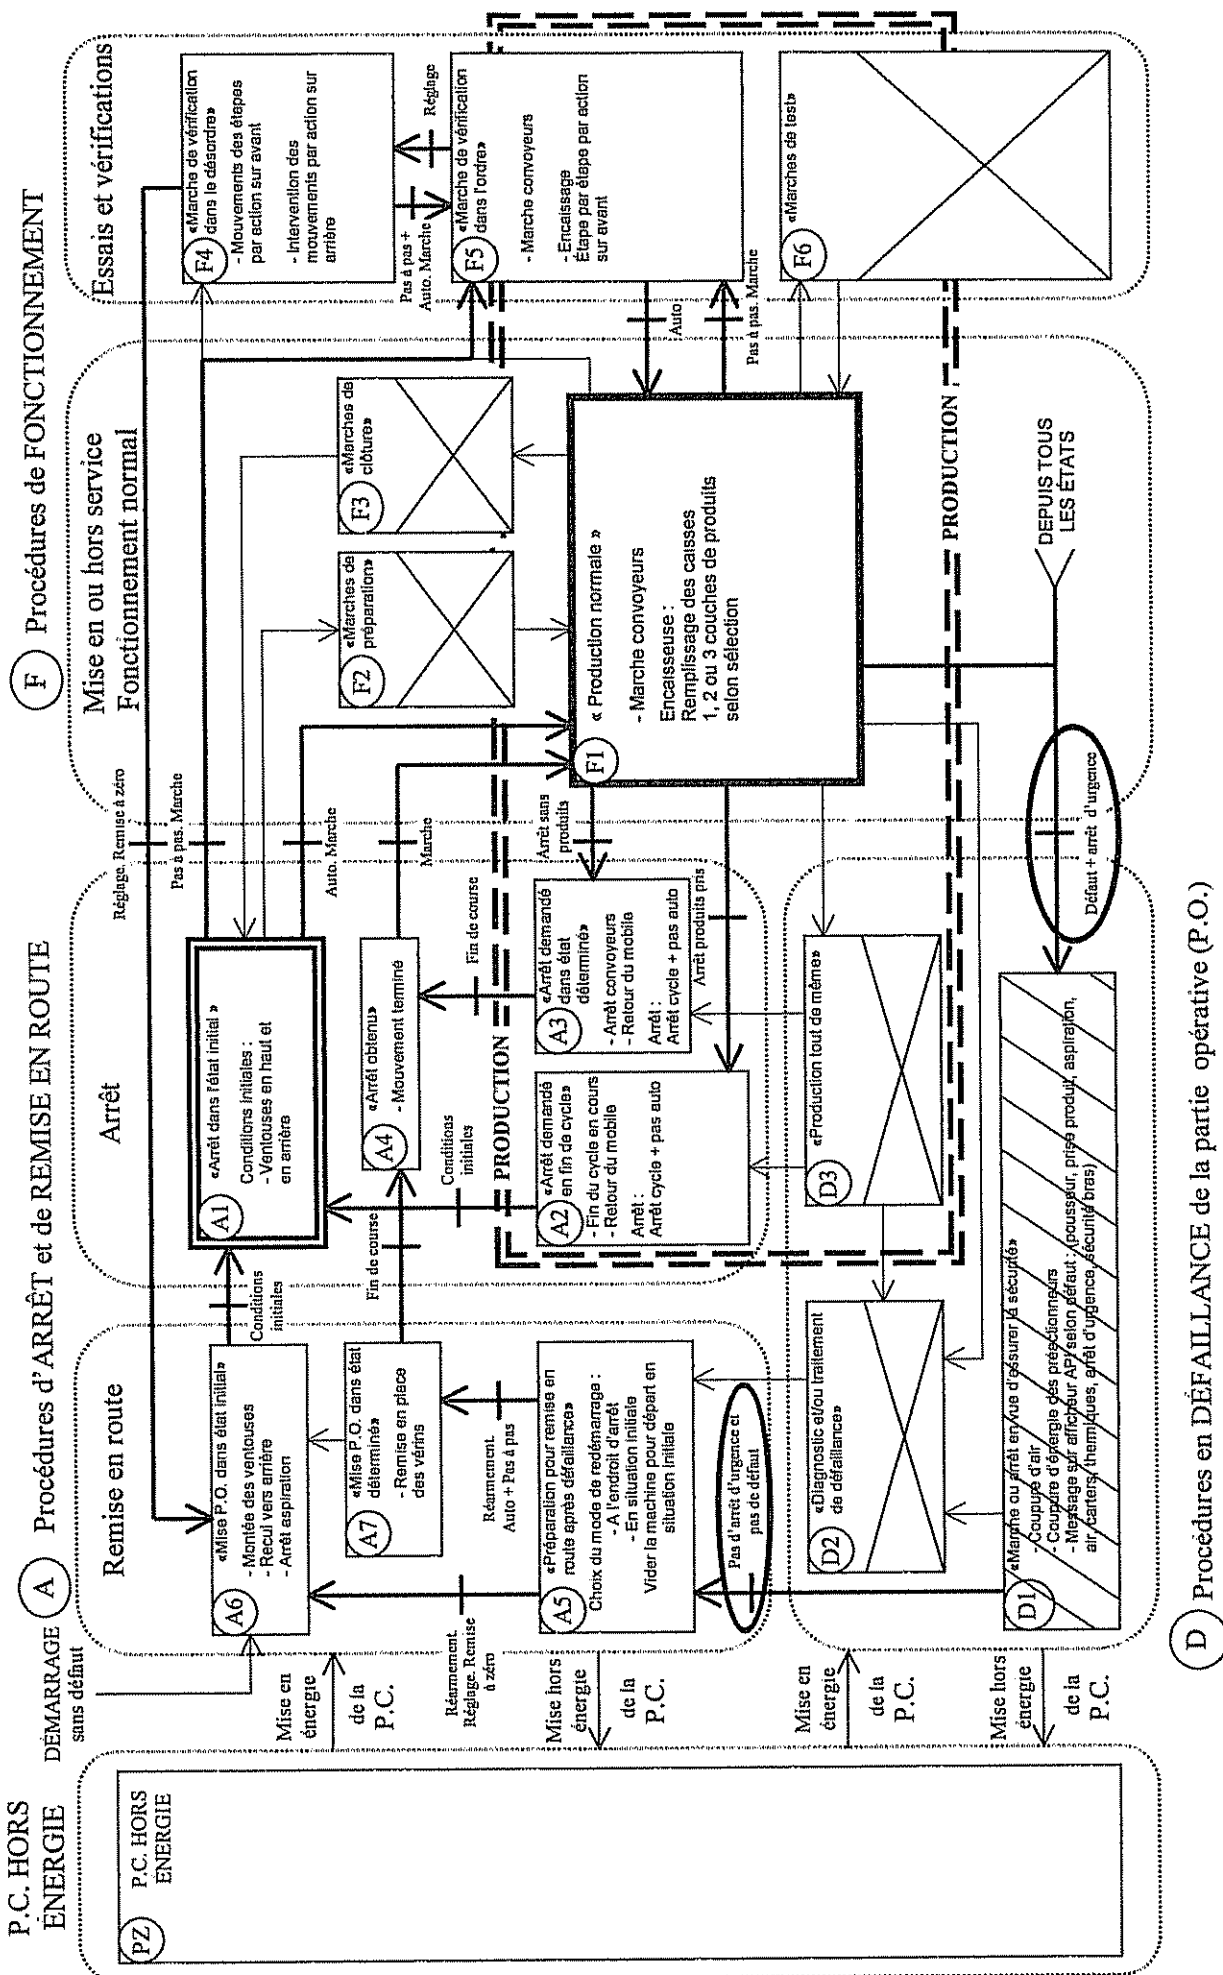 P.C. HORS
ÉNERGIE
PZ
P.C. HORS
ÉNERGIE
DÉMARRAGE
sans défaut
A
Procédures d'ARRÊT et de REMISE EN ROUTE
F
Procédures de FONCTIONNEMENT
Remise en route
Arrêt
Mise en ou hors service
Fonctionnement normal
Essais et vérifications
Mise en
énergie
de la
P.C.
Mise hors
énergie
de la
P.C.
Mise en
énergie
de la
P.C.
Mise hors
énergie
de la
P.C.
A6
«Mise P.O. dans état initial»
- Montée des ventouses
- Recul vers arrière
- Arrêt aspiration
A7
«Mise P.O. dans état
déterminé»
- Remise en place
des vérins
A5
«Préparation pour remise en
route après défaillance»
Choix du mode de redémarrage :
- A l'endroit d'arrêt
- En situation initiale
Vider la machine pour départ en
situation initiale
Réarmement.
Réglage. Remise
à zéro
Réarmement.
Auto + Pas à pas
Conditions
initiales
Fin de course
A1
«Arrêt dans l'état initial »
Conditions initiales :
- Ventouses en haut et
en arrière
A4
«Arrêt obtenu»
- Mouvement terminé
Conditions
initiales
Fin de course
A2
«Arrêt demandé
en fin de cycle»
- Fin du cycle en cours
- Retour du mobile
Arrêt :
Arrêt cycle + pas auto
A3
«Arrêt demandé
dans état
déterminé»
- Arrêt convoyeurs
- Retour du mobile
Arrêt :
Arrêt cycle + pas auto
PRODUCTION
Réglage. Remise à zéro
Pas à pas. Marche
Auto. Marche
Marche
Arrêt sans
produits
Arrêt produits pris
F2
«Marches de
préparation»
F3
«Marches de
clôture»
F1
« Production normale »
- Marche convoyeurs
Encaisseuse :
Remplissage des caisses
1, 2 ou 3 couches de produits
selon sélection
F4
«Marche de vérification
dans le désordre»
- Mouvements des étapes
par action sur avant
- Intervention des
mouvements par action sur
arrière
Pas à pas +
Auto. Marche
Réglage
F5
«Marche de vérification
dans l'ordre»
- Marche convoyeurs
- Encaissage
Étape par étape par action
sur avant
Auto
Pas à pas. Marche
F6
«Marches de test»
PRODUCTION
DEPUIS TOUS
LES ÉTATS
Défaut + arrêt d'urgence
Pas d'arrêt d'urgence et
pas de défaut
D2
«Diagnostic et/ou traitement
de défaillance»
D3
«Production tout de même»
D1
«Marche ou arrêt en vue d'assurer la sécurité»
- Coupure d'air
- Coupure d'énergie des préactionneurs
- Message sur afficheur API selon défaut : (pousseur, prise produit, aspiration,
air, carters, thermiques, arrêt d'urgence, sécurité bras)
D
Procédures en DÉFAILLANCE de la partie opérative (P.O.)